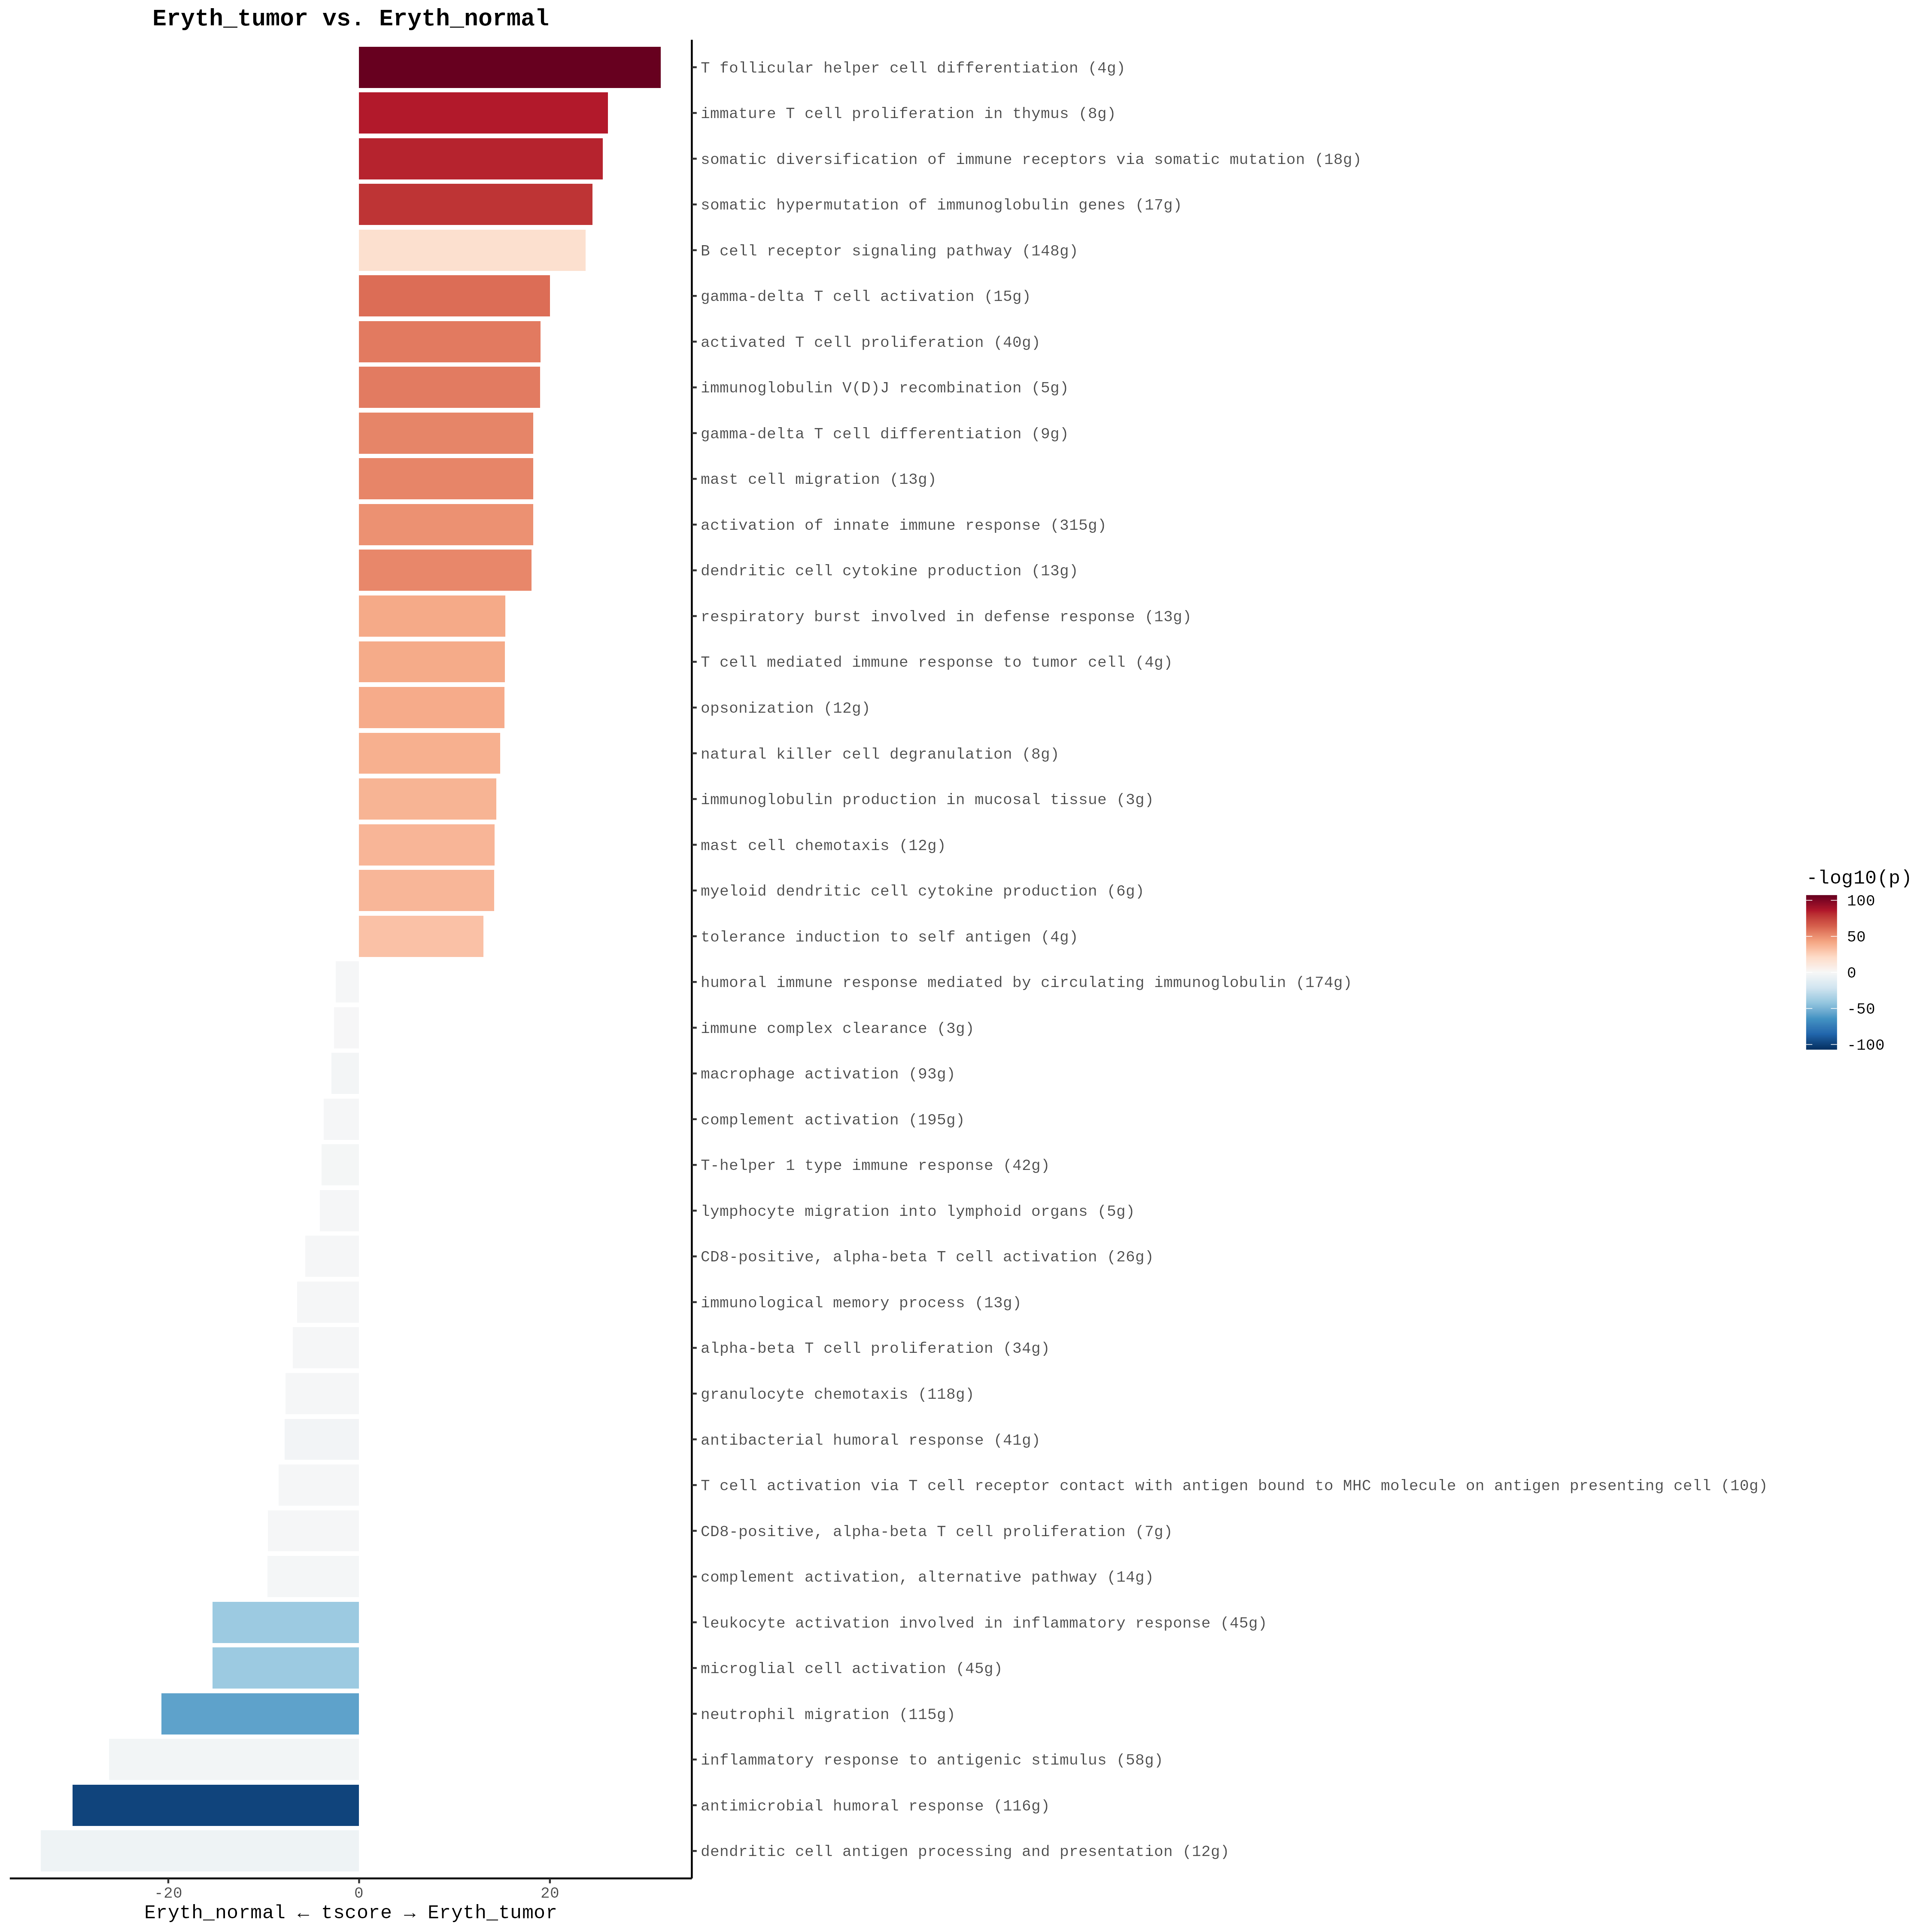 Eryth_tumor vs. Eryth_normal
T follicular helper cell differentiation (4g)
immature T cell proliferation in thymus (8g)
somatic diversification of immune receptors via somatic mutation (18g)
somatic hypermutation of immunoglobulin genes (17g)
B cell receptor signaling pathway (148g)
gamma-delta T cell activation (15g)
activated T cell proliferation (40g)
immunoglobulin V(D)J recombination (5g)
gamma-delta T cell differentiation (9g)
mast cell migration (13g)
activation of innate immune response (315g)
dendritic cell cytokine production (13g)
respiratory burst involved in defense response (13g)
T cell mediated immune response to tumor cell (4g)
opsonization (12g)
natural killer cell degranulation (8g)
immunoglobulin production in mucosal tissue (3g)
mast cell chemotaxis (12g)
myeloid dendritic cell cytokine production (6g)
tolerance induction to self antigen (4g)
humoral immune response mediated by circulating immunoglobulin (174g)
immune complex clearance (3g)
macrophage activation (93g)
complement activation (195g)
T-helper 1 type immune response (42g)
lymphocyte migration into lymphoid organs (5g)
CD8-positive, alpha-beta T cell activation (26g)
immunological memory process (13g)
alpha-beta T cell proliferation (34g)
granulocyte chemotaxis (118g)
antibacterial humoral response (41g)
T cell activation via T cell receptor contact with antigen bound to MHC molecule on antigen presenting cell (10g)
CD8-positive, alpha-beta T cell proliferation (7g)
complement activation, alternative pathway (14g)
leukocyte activation involved in inflammatory response (45g)
microglial cell activation (45g)
neutrophil migration (115g)
inflammatory response to antigenic stimulus (58g)
antimicrobial humoral response (116g)
dendritic cell antigen processing and presentation (12g)
-20 0 20
Eryth_normal ← tscore → Eryth_tumor
-log10(p)
100
50
0
-50
-100